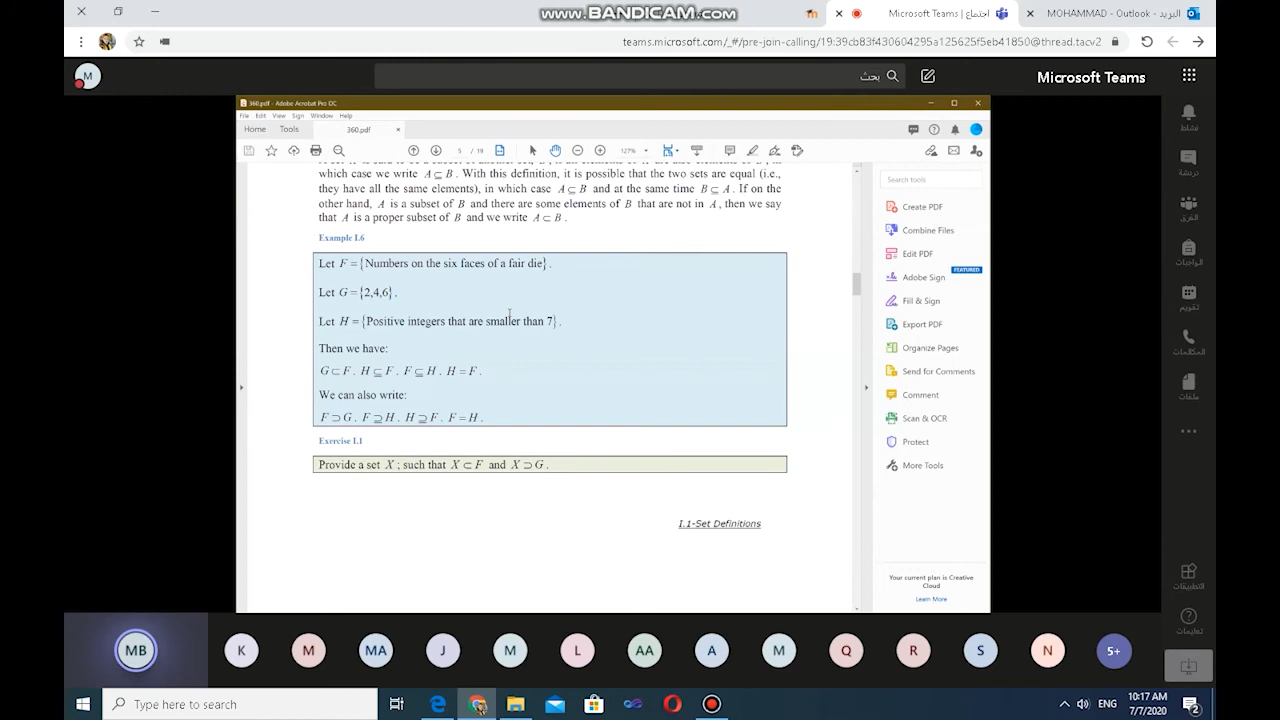 www.BANDICAM.com
اجتماع | Microsoft Teams
البريد - MOHAMMAD - Outlook
teams.microsoft.com/_#/pre-join-calling/19:39cb83f430604295a125625f5eb41850@thread.tacv2
M
بحث
Microsoft Teams
360.pdf - Adobe Acrobat Pro DC
File Edit View Sign Window Help
Home Tools 360.pdf ×
5 / 19 127%
which case we write A ⊆ B . With this definition, it is possible that the two sets are equal (i.e.,
they have all the same elements), in which case A ⊆ B and at the same time B ⊆ A . If on the
other hand, A is a subset of B and there are some elements of B that are not in A , then we say
that A is a proper subset of B and we write A ⊂ B .
Example I.6
Let F = {Numbers on the six faces of a fair die} .
Let G = {2,4,6} .
Let H = {Positive integers that are smaller than 7} .
Then we have:
G ⊂ F . H ⊆ F . F ⊆ H . H = F .
We can also write:
F ⊃ G . F ⊇ H . H ⊇ F . F = H .
Exercise I.1
Provide a set X ; such that X ⊂ F and X ⊃ G .
I.1-Set Definitions
Search tools
Create PDF
Combine Files
Edit PDF
Adobe Sign
FEATURED
Fill & Sign
Export PDF
Organize Pages
Send for Comments
Comment
Scan & OCR
Protect
More Tools
Your current plan is Creative
Cloud
Learn More
نشاط
دردشة
الفرق
الواجبات
تقويم
المكالمات
ملفات
التطبيقات
تعليمات
MB K M MA J M L AA A M Q R S N 5+
Type here to search
ENG
10:17 AM
7/7/2020
2